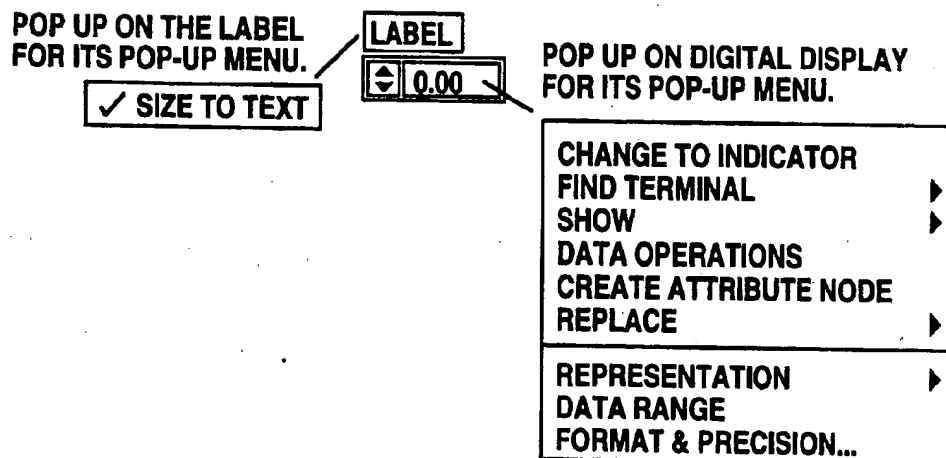 POP UP ON THE LABEL
FOR ITS POP-UP MENU.
✓ SIZE TO TEXT
LABEL
0.00
POP UP ON DIGITAL DISPLAY
FOR ITS POP-UP MENU.
CHANGE TO INDICATOR
FIND TERMINAL
SHOW
DATA OPERATIONS
CREATE ATTRIBUTE NODE
REPLACE
REPRESENTATION
DATA RANGE
FORMAT & PRECISION...